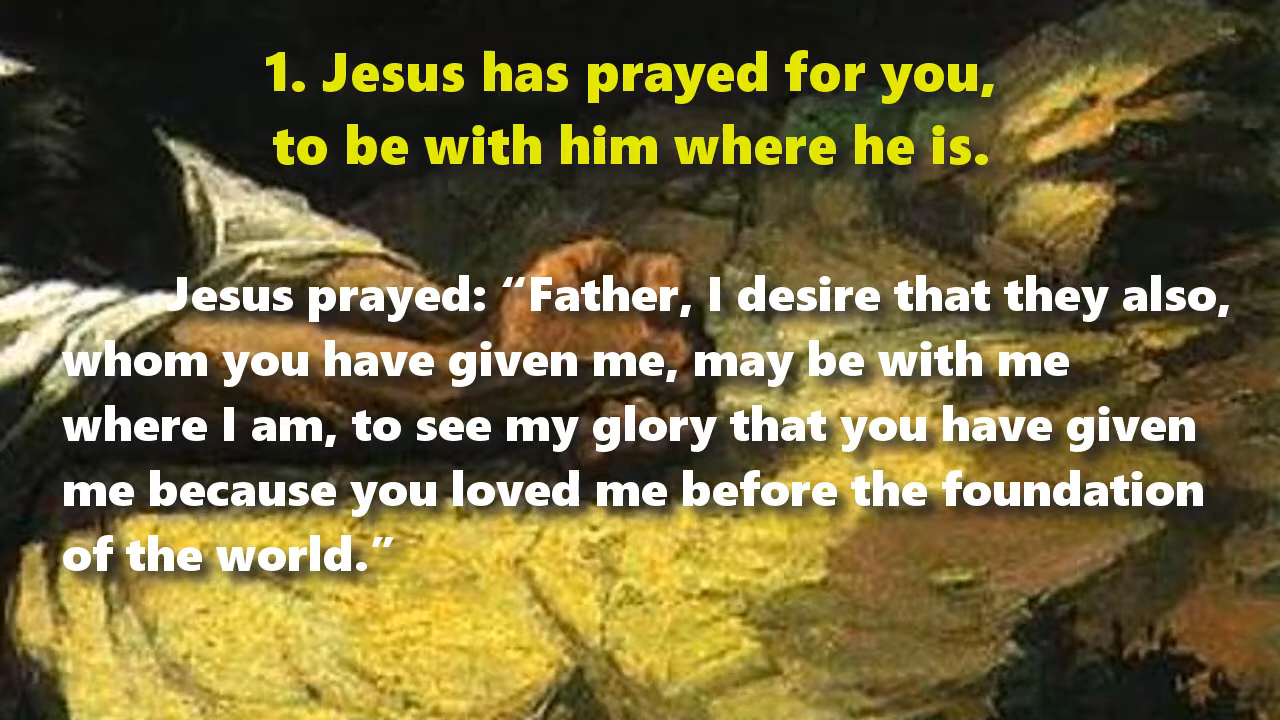 1. Jesus has prayed for you,
to be with him where he is.
Jesus prayed: “Father, I desire that they also,
whom you have given me, may be with me
where I am, to see my glory that you have given
me because you loved me before the foundation
of the world.”